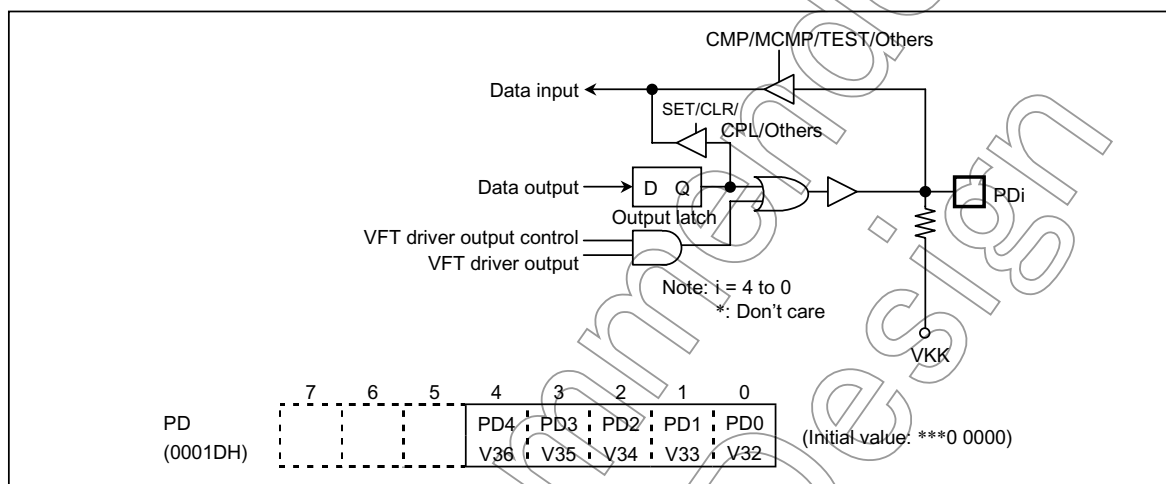 CMP/MCMP/TEST/Others
Data input
SET/CLR/
CPL/Others
Data output
D Q
PDi
Output latch
VFT driver output control
VFT driver output
Note: i = 4 to 0
*: Don't care
VKK
7 6 5 4 3 2 1 0
PD PD4 PD3 PD2 PD1 PD0
(Initial value: ***0 0000)
(0001DH) V36 V35 V34 V33 V32
mmend
Design